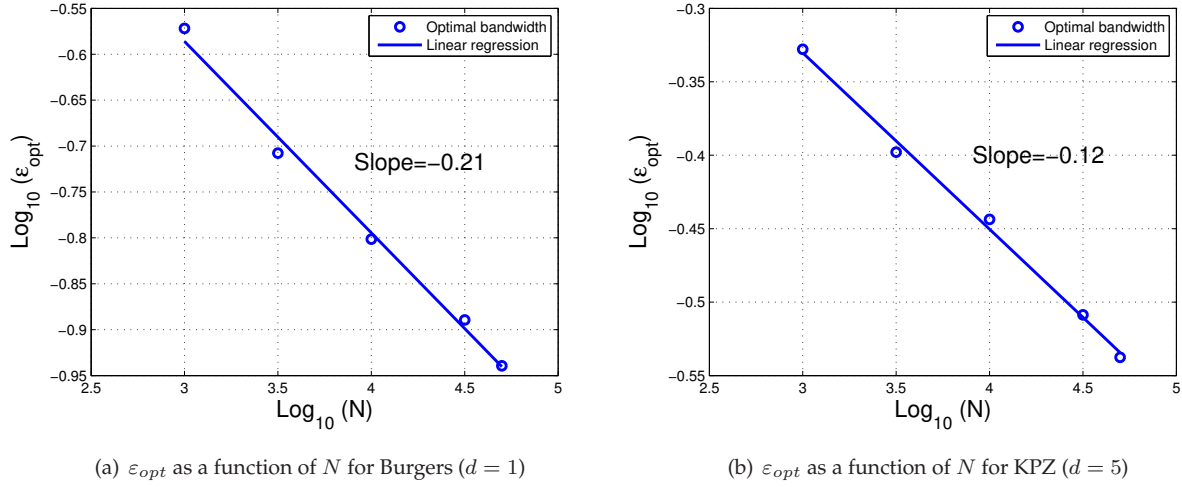 −0.55
−0.6
−0.65
−0.7
−0.75
−0.8
−0.85
−0.9
−0.95
Log10 (εopt)
Optimal bandwidth
Linear regression
Slope=−0.21
2.5 3 3.5 4 4.5 5
Log10 (N)
(a) εopt as a function of N for Burgers (d = 1)
−0.3
−0.35
−0.4
−0.45
−0.5
−0.55
Log10 (εopt)
Optimal bandwidth
Linear regression
Slope=−0.12
2.5 3 3.5 4 4.5 5
Log10 (N)
(b) εopt as a function of N for KPZ (d = 5)